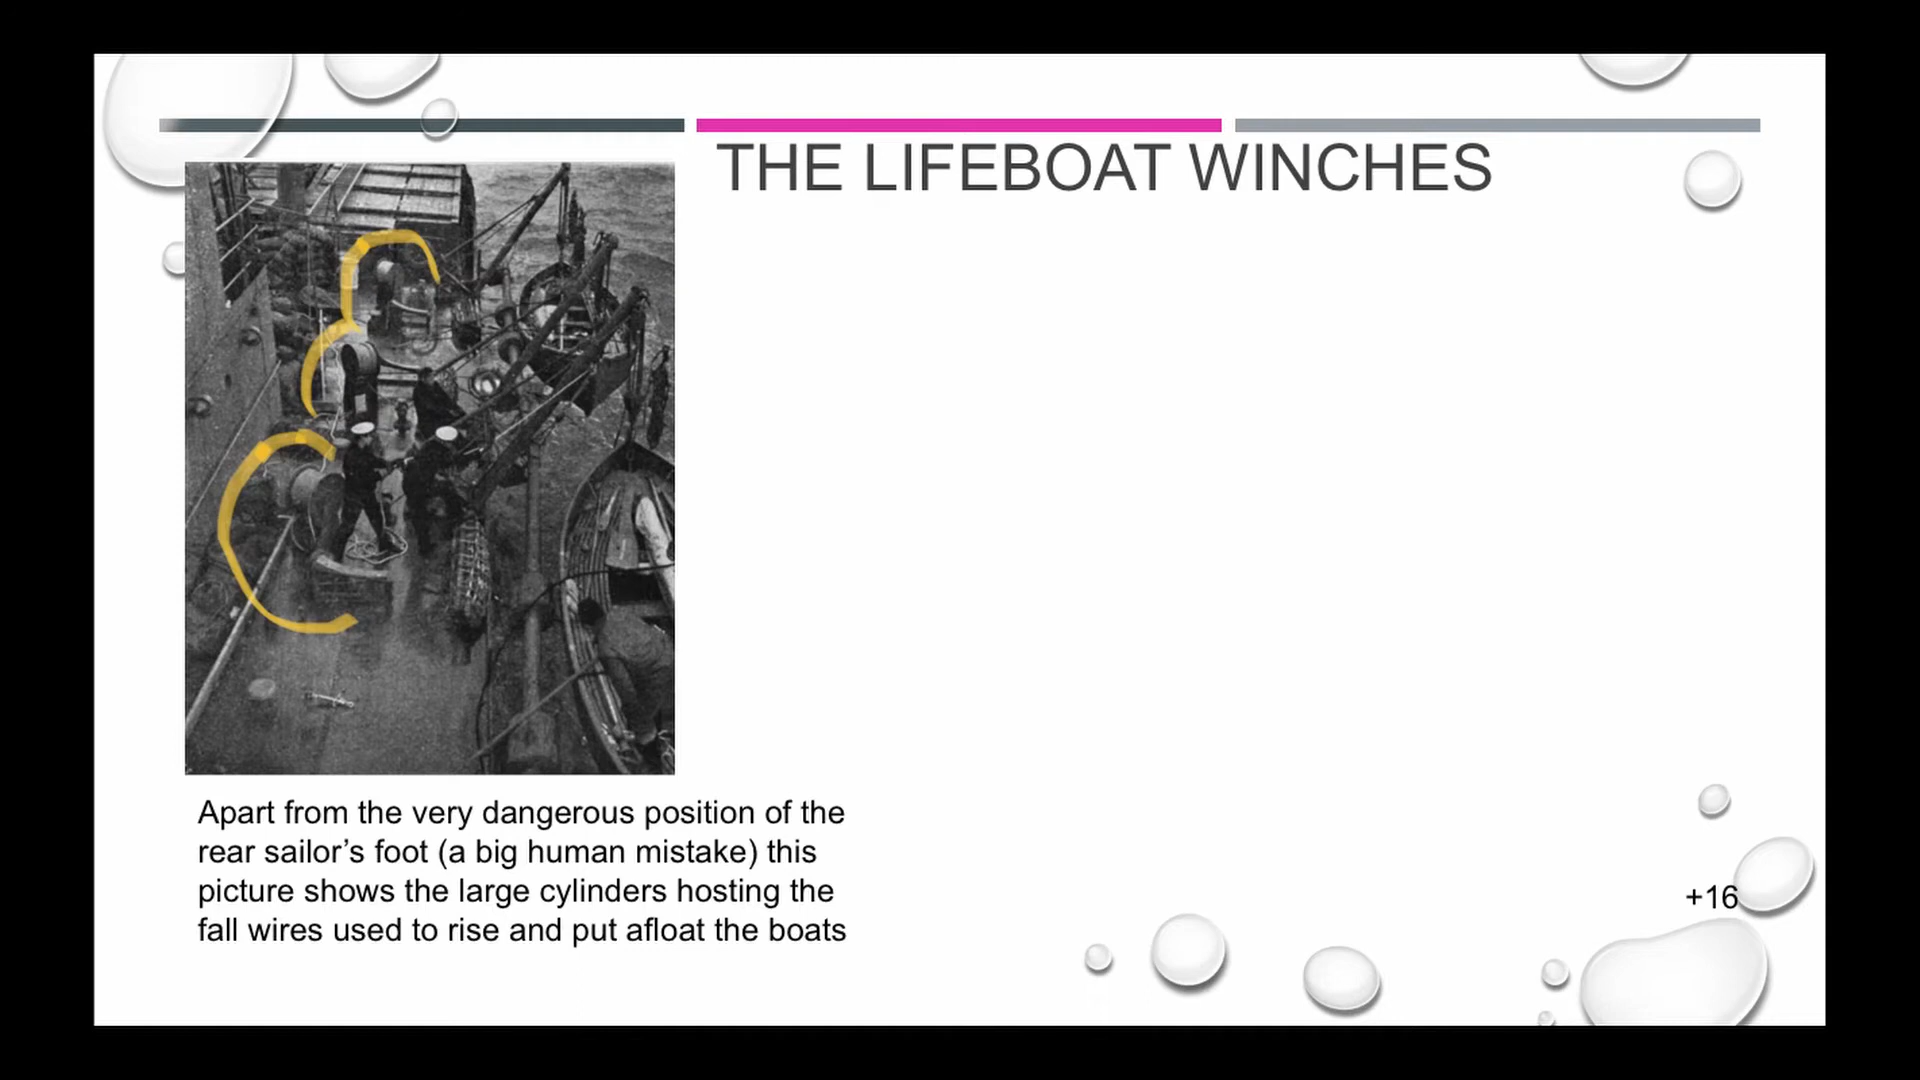 THE LIFEBOAT WINCHES
Apart from the very dangerous position of the
rear sailor’s foot (a big human mistake) this
picture shows the large cylinders hosting the
fall wires used to rise and put afloat the boats
+16